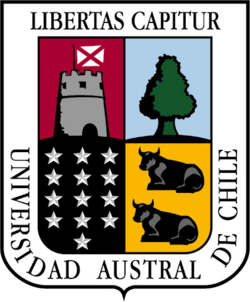 LIBERTAS CAPITUR
UNIVERSIDAD AUSTRAL DE CHILE